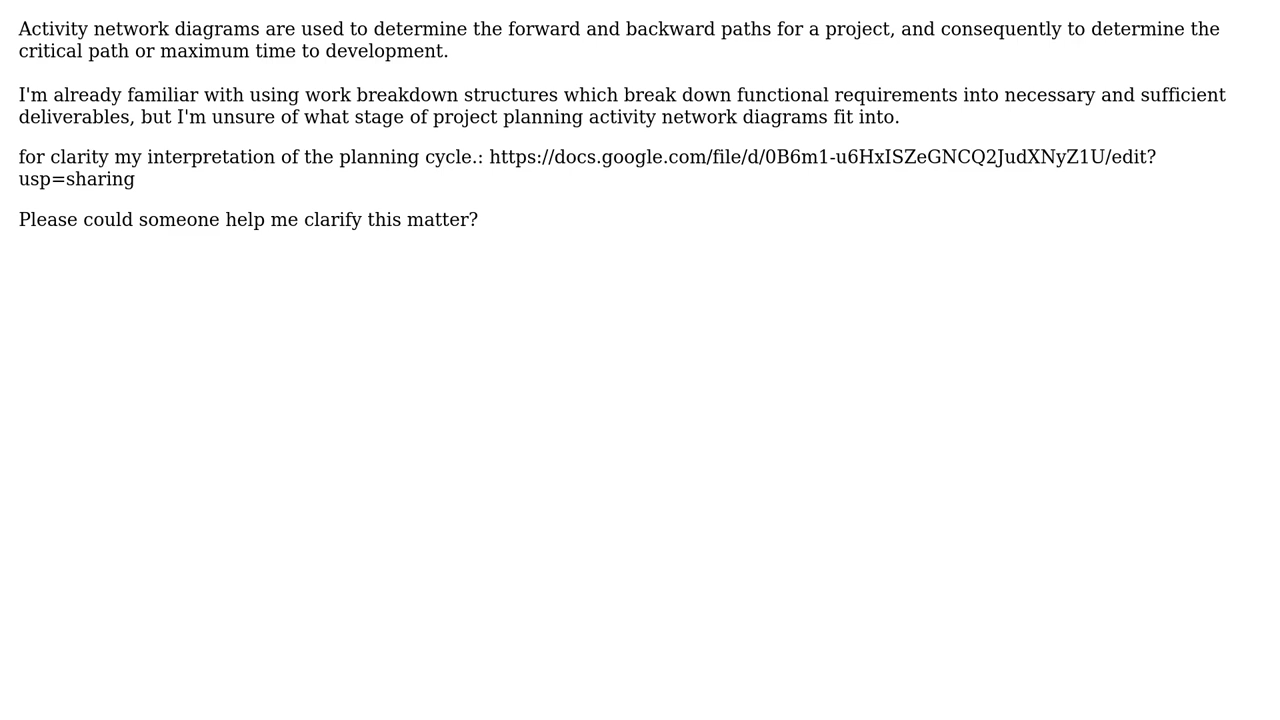 Activity network diagrams are used to determine the forward and backward paths for a project, and consequently to determine the
critical path or maximum time to development.
I'm already familiar with using work breakdown structures which break down functional requirements into necessary and sufficient
deliverables, but I'm unsure of what stage of project planning activity network diagrams fit into.
for clarity my interpretation of the planning cycle.: https://docs.google.com/file/d/0B6m1-u6HxISZeGNCQ2JudXNyZ1U/edit?
usp=sharing
Please could someone help me clarify this matter?